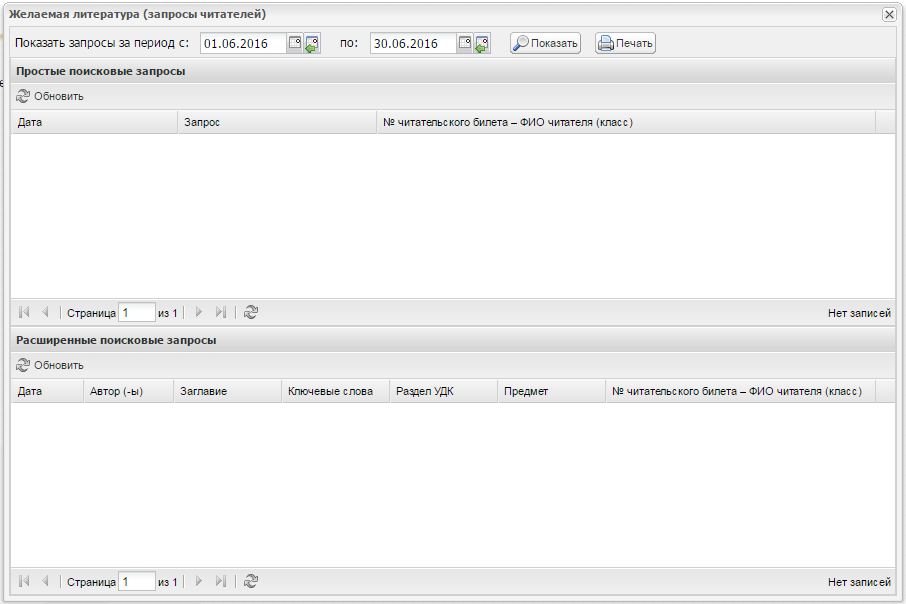 Желаемая литература (запросы читателей)
Показать запросы за период с: 01.06.2016 по: 30.06.2016 Показать Печать
Простые поисковые запросы
Обновить
Дата Запрос № читательского билета – ФИО читателя (класс)
Страница 1 из 1 Нет записей
Расширенные поисковые запросы
Обновить
Дата Автор (-ы) Заглавие Ключевые слова Раздел УДК Предмет № читательского билета – ФИО читателя (класс)
Страница 1 из 1 Нет записей